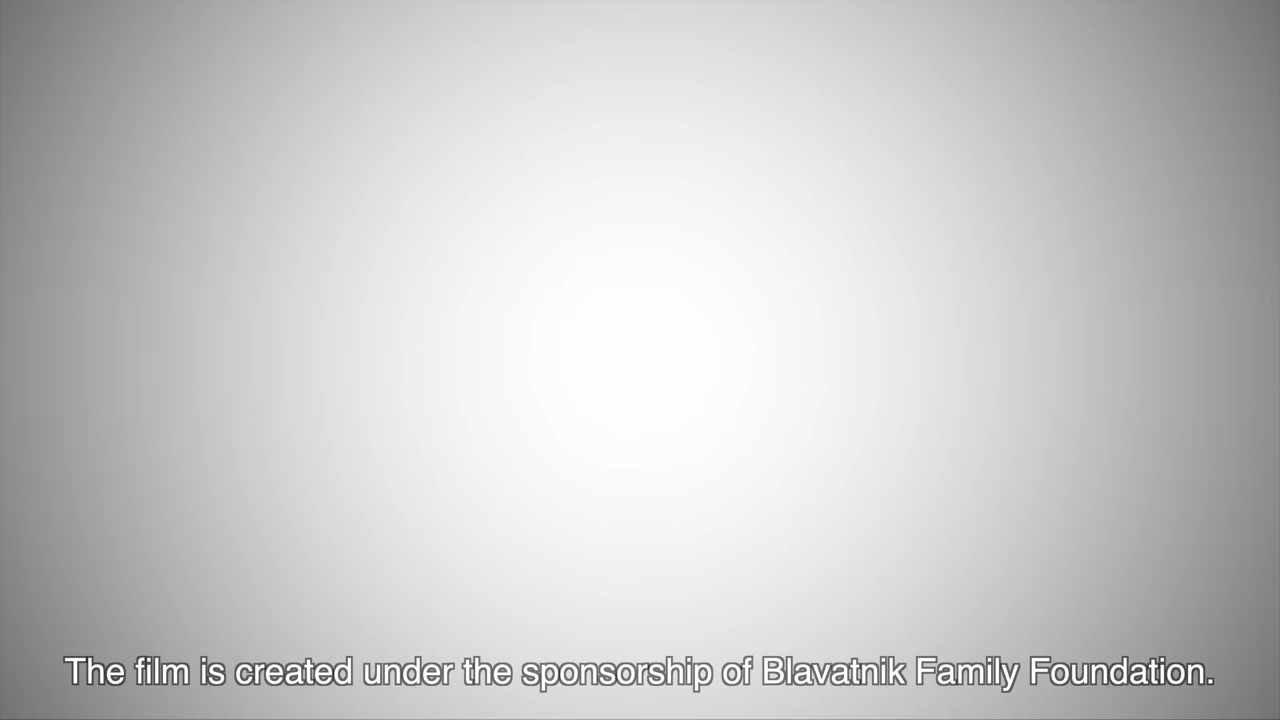 The film is created under the sponsorship of Blavatnik Family Foundation.